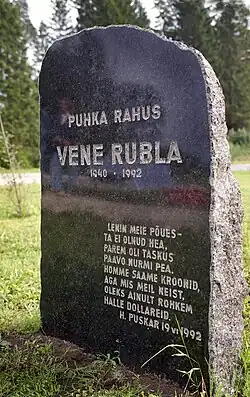 PUHKA RAHUS
VENE RUBLA
1940 · 1992
LENIN MEIE PÕUES-
TA EI OLNUD HEA,
PAREM OLI TASKUS
PAAVO NURMI PEA.
HOMME SAAME KROONID,
AGA MIS MEIL NEIST,
OLEKS AINULT ROHKEM
HALLE DOLLAREID.
H. PUSKAR 19 VI 1992